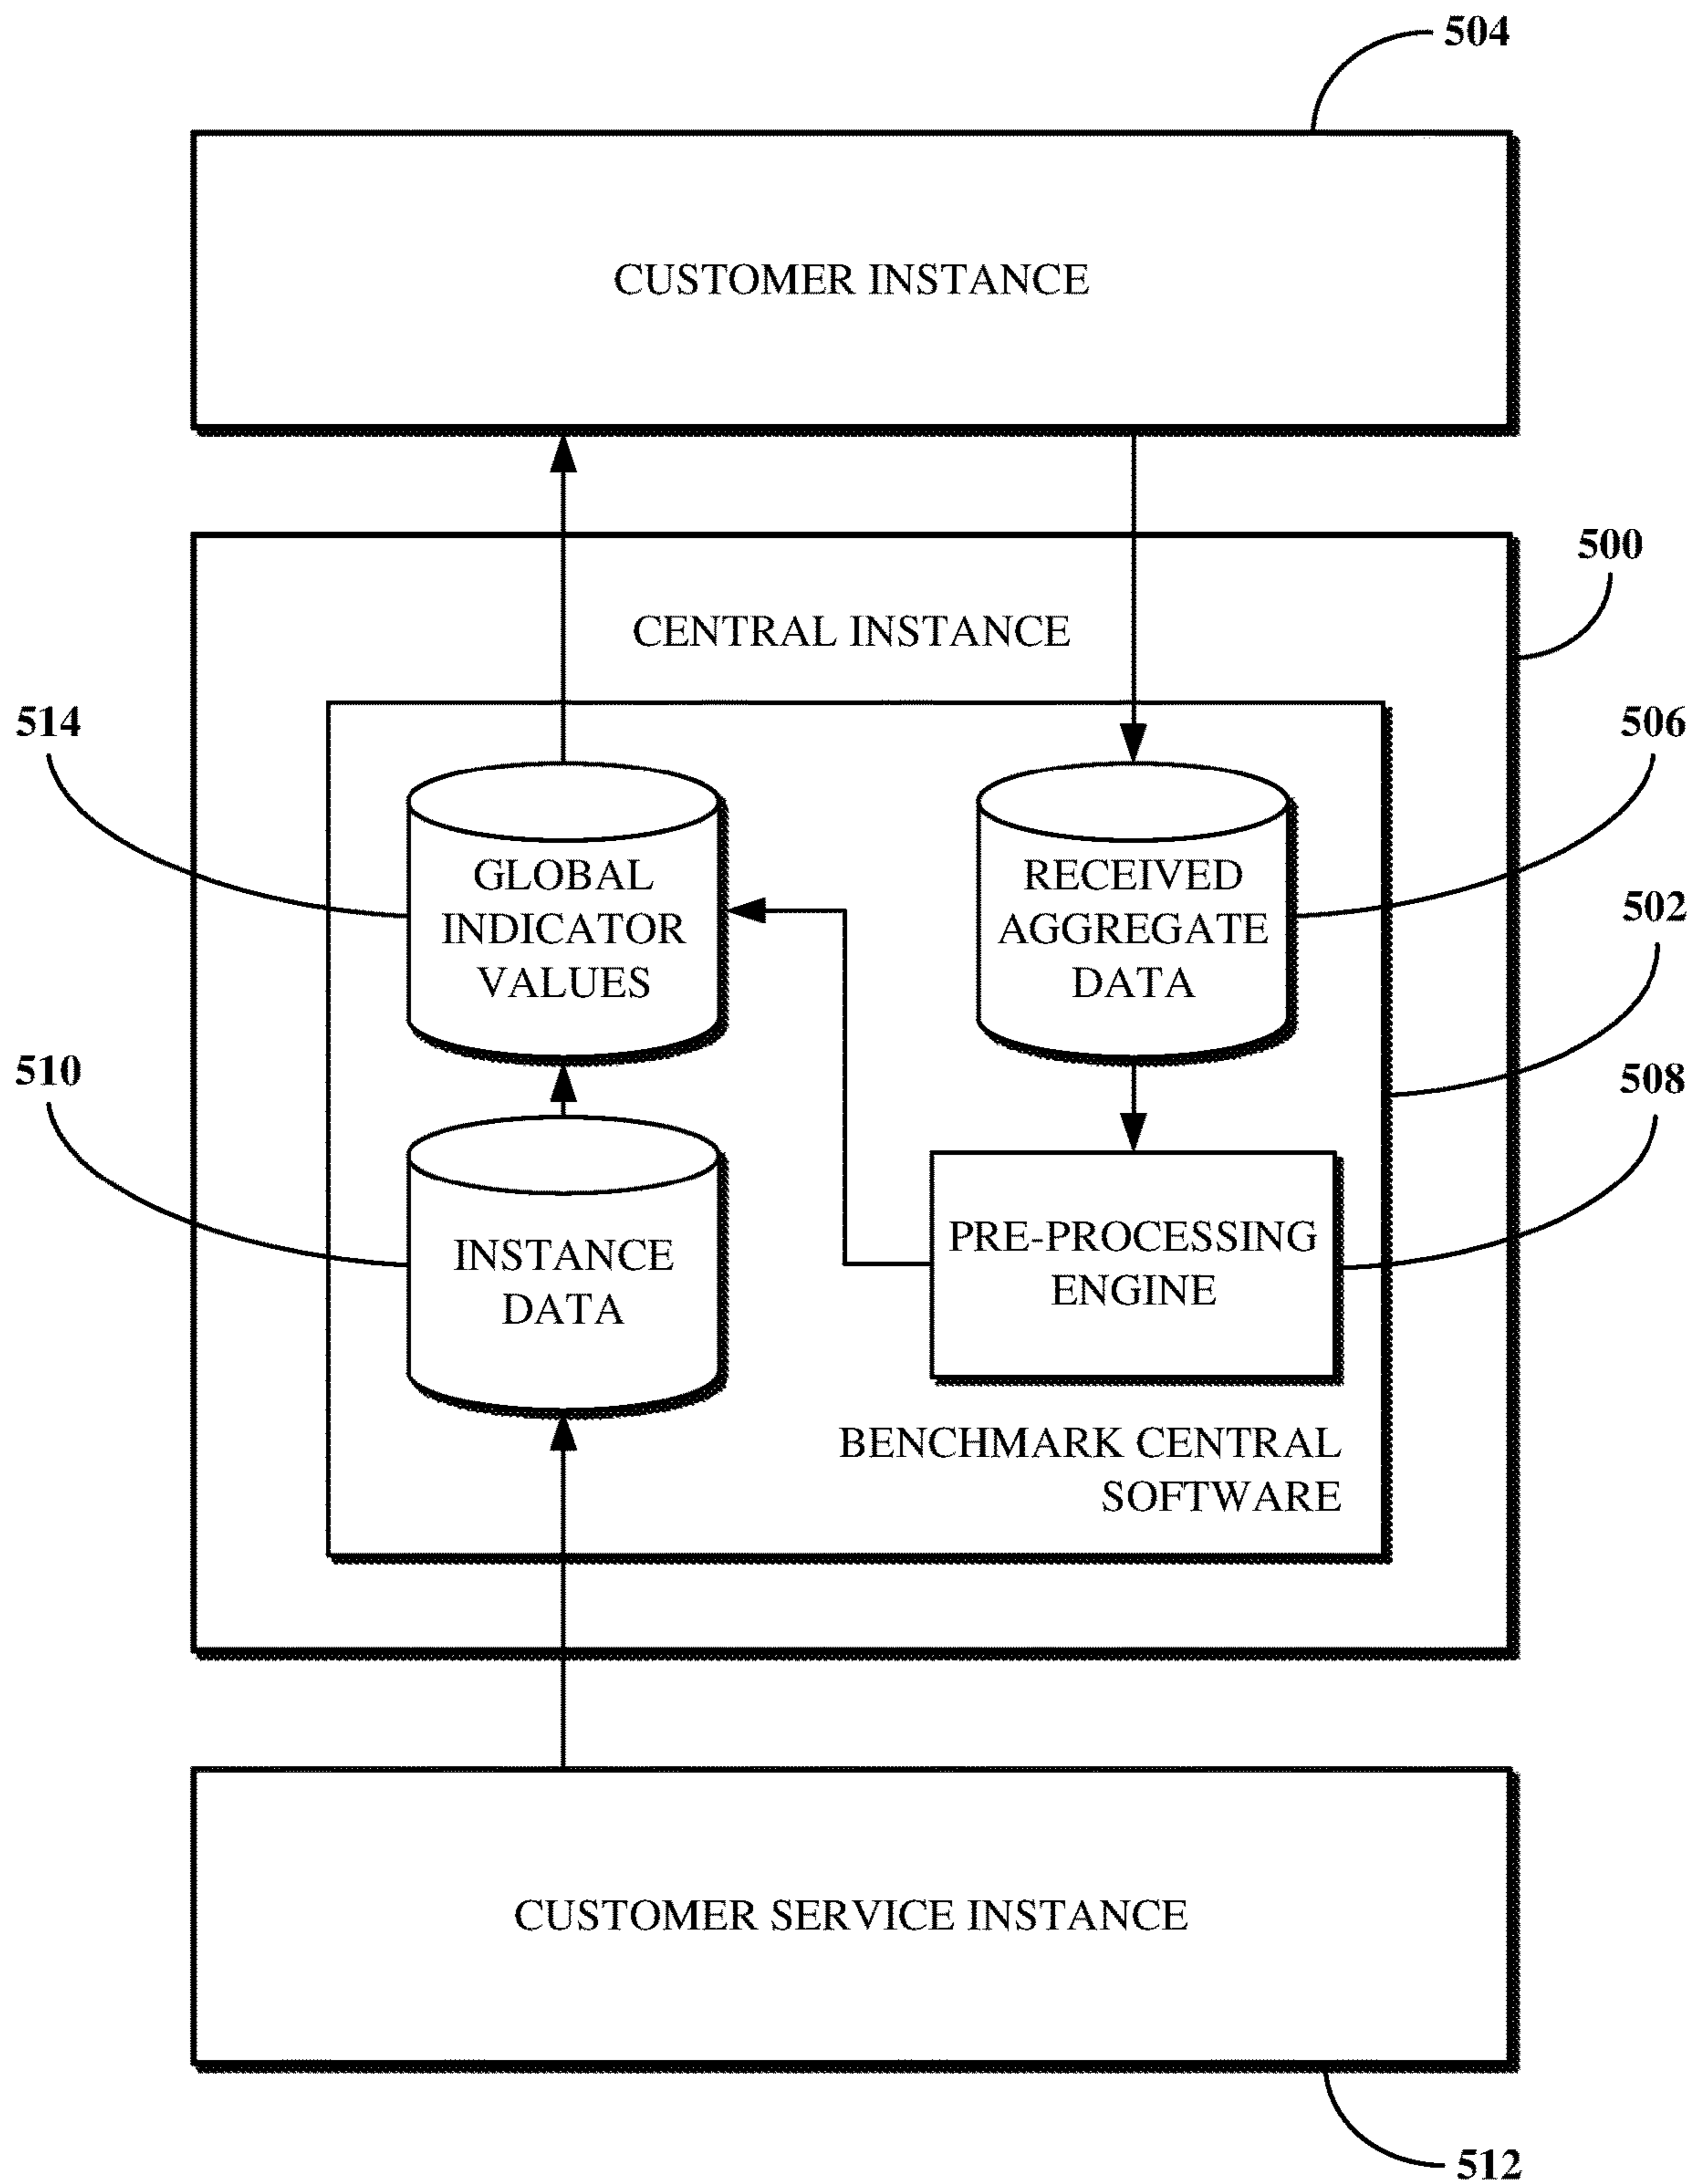 504
CUSTOMER INSTANCE
500
CENTRAL INSTANCE
514
506
GLOBAL
INDICATOR
VALUES
RECEIVED
AGGREGATE
DATA
502
510
508
INSTANCE
DATA
PRE-PROCESSING
ENGINE
BENCHMARK CENTRAL
SOFTWARE
CUSTOMER SERVICE INSTANCE
512